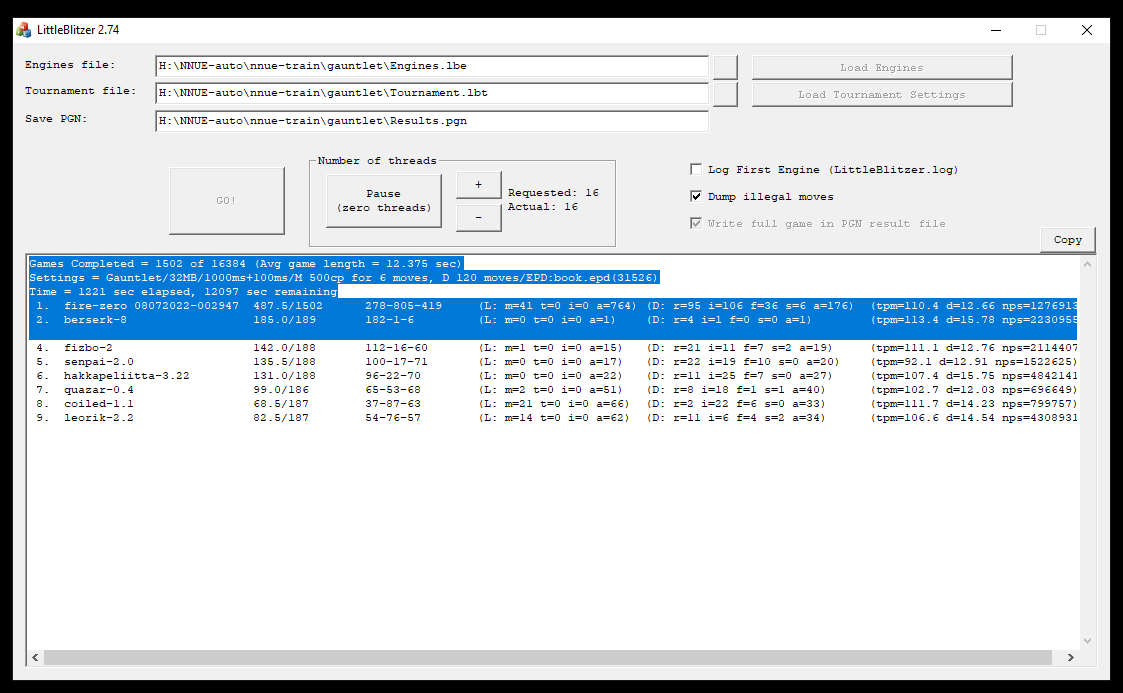 LittleBlitzer 2.74
Engines file: H:\NNUE-auto\nnue-train\gauntlet\Engines.lbe Load Engines
Tournament file: H:\NNUE-auto\nnue-train\gauntlet\Tournament.lbt Load Tournament Settings
Save PGN: H:\NNUE-auto\nnue-train\gauntlet\Results.pgn
GO!
Number of threads
Pause
(zero threads)
+
-
Requested: 16
Actual: 16
Log First Engine (LittleBlitzer.log)
Dump illegal moves
Write full game in PGN result file
Copy
Games Completed = 1502 of 16384 (Avg game length = 12.375 sec)
Settings = Gauntlet/32MB/1000ms+100ms/M 500cp for 6 moves, D 120 moves/EPD:book.epd(31526)
Time = 1221 sec elapsed, 12097 sec remaining
1. fire-zero 08072022-002947 487.5/1502 278-805-419 (L: m=41 t=0 i=0 a=764) (D: r=95 i=106 f=36 s=6 a=176) (tpm=110.4 d=12.66 nps=1276913
2. berserk-8 185.0/189 182-1-6 (L: m=0 t=0 i=0 a=1) (D: r=4 i=1 f=0 s=0 a=1) (tpm=113.4 d=15.78 nps=2230955
4. fizbo-2 142.0/188 112-16-60 (L: m=1 t=0 i=0 a=15) (D: r=21 i=11 f=7 s=2 a=19) (tpm=111.1 d=12.76 nps=2114407
5. senpai-2.0 135.5/188 100-17-71 (L: m=0 t=0 i=0 a=17) (D: r=22 i=19 f=10 s=0 a=20) (tpm=92.1 d=12.91 nps=1522625)
6. hakkapeliitta-3.22 131.0/188 96-22-70 (L: m=0 t=0 i=0 a=22) (D: r=11 i=25 f=7 s=0 a=27) (tpm=107.4 d=15.75 nps=4842141
7. quazar-0.4 99.0/186 65-53-68 (L: m=2 t=0 i=0 a=51) (D: r=8 i=18 f=1 s=1 a=40) (tpm=102.7 d=12.03 nps=696649)
8. coiled-1.1 68.5/187 37-87-63 (L: m=21 t=0 i=0 a=66) (D: r=2 i=22 f=6 s=0 a=33) (tpm=111.7 d=14.23 nps=799757)
9. leorik-2.2 82.5/187 54-76-57 (L: m=14 t=0 i=0 a=62) (D: r=11 i=6 f=4 s=2 a=34) (tpm=106.6 d=14.54 nps=4308931